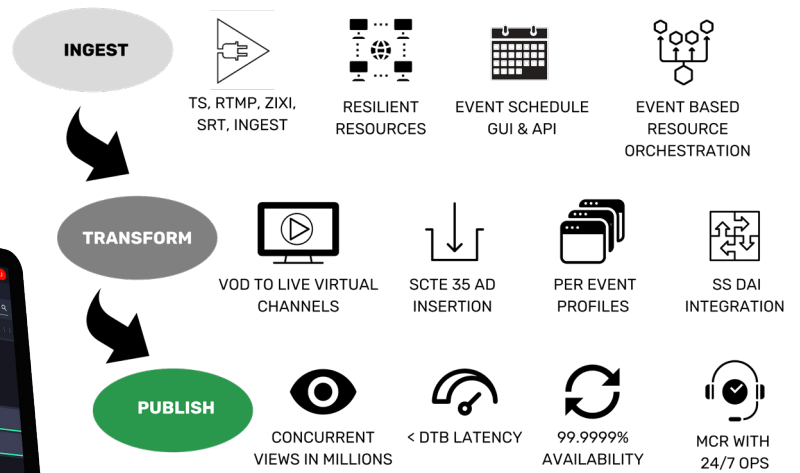 INGEST
TS, RTMP, ZIXI,
SRT, INGEST
RESILIENT
RESOURCES
EVENT SCHEDULE
GUI & API
EVENT BASED
RESOURCE
ORCHESTRATION
TRANSFORM
VOD TO LIVE VIRTUAL
CHANNELS
SCTE 35 AD
INSERTION
PER EVENT
PROFILES
SS DAI
INTEGRATION
PUBLISH
CONCURRENT
VIEWS IN MILLIONS
< DTB LATENCY
99.9999%
AVAILABILITY
MCR WITH
24/7 OPS